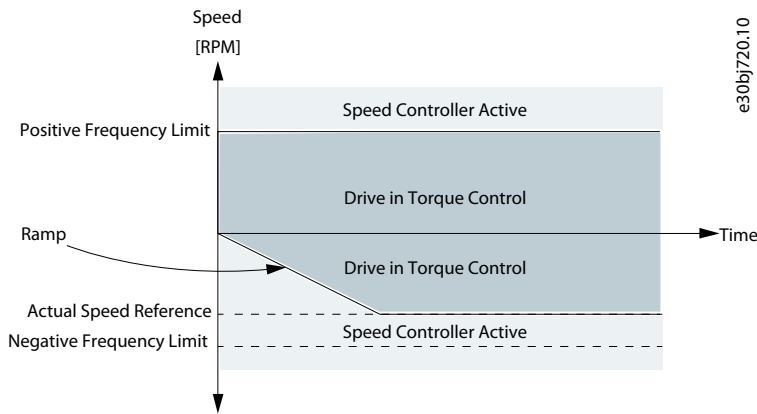 Speed
[RPM]
e30bj720.10
Speed Controller Active
Positive Frequency Limit
Drive in Torque Control
Ramp
Time
Drive in Torque Control
Actual Speed Reference
Speed Controller Active
Negative Frequency Limit